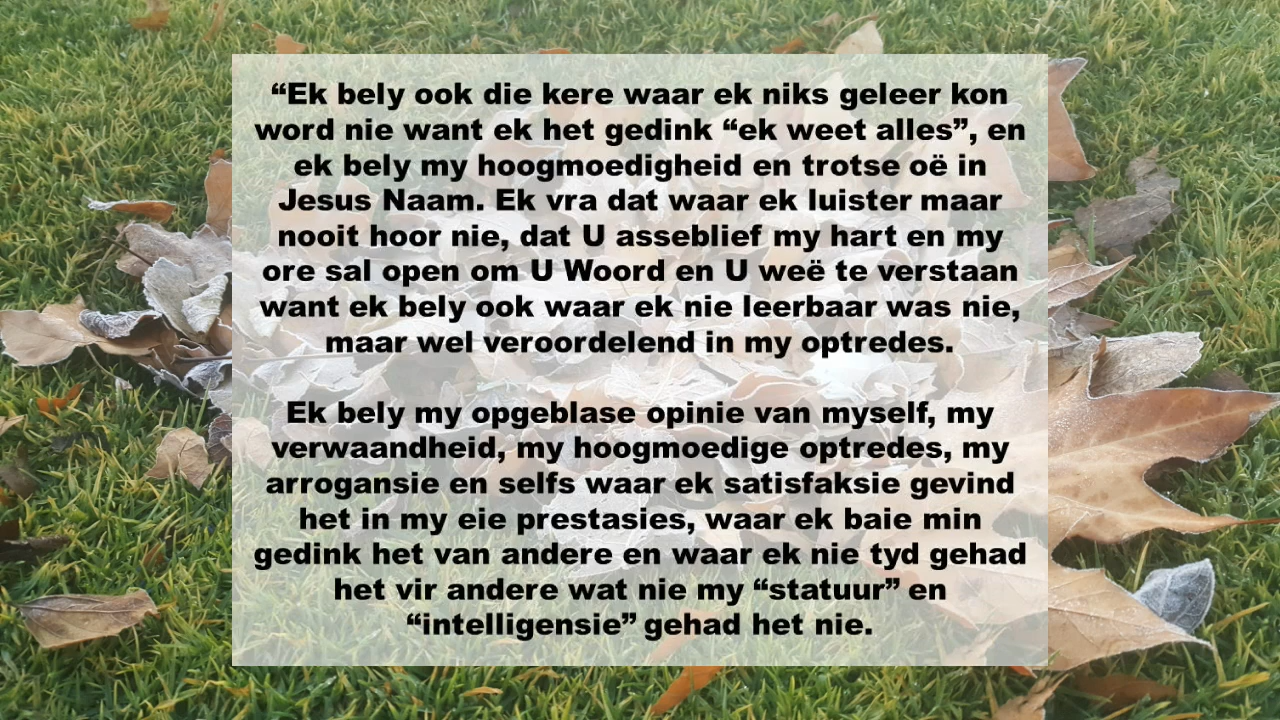 “Ek bely ook die kere waar ek niks geleer kon
word nie want ek het gedink “ek weet alles”, en
ek bely my hoogmoedigheid en trotse oë in
Jesus Naam. Ek vra dat waar ek luister maar
nooit hoor nie, dat U asseblief my hart en my
ore sal open om U Woord en U weë te verstaan
want ek bely ook waar ek nie leerbaar was nie,
maar wel veroordelend in my optredes.
Ek bely my opgeblase opinie van myself, my
verwaandheid, my hoogmoedige optredes, my
arrogansie en selfs waar ek satisfaksie gevind
het in my eie prestasies, waar ek baie min
gedink het van andere en waar ek nie tyd gehad
het vir andere wat nie my “statuur” en
“intelligensie” gehad het nie.